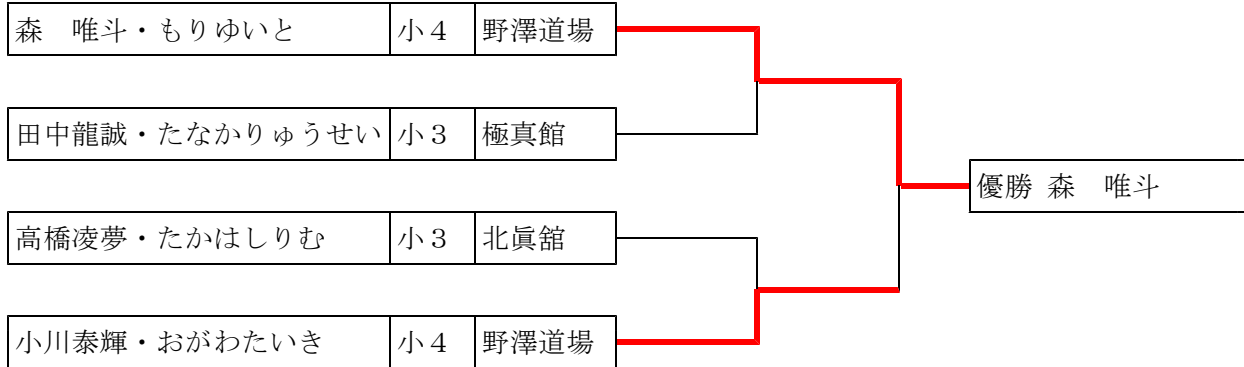 森　唯斗・もりゆいと 小４ 野澤道場
田中龍誠・たなかりゅうせい 小３ 極真館
優勝 森　唯斗
高橋凌夢・たかはしりむ 小３ 北眞舘
小川泰輝・おがわたいき 小４ 野澤道場